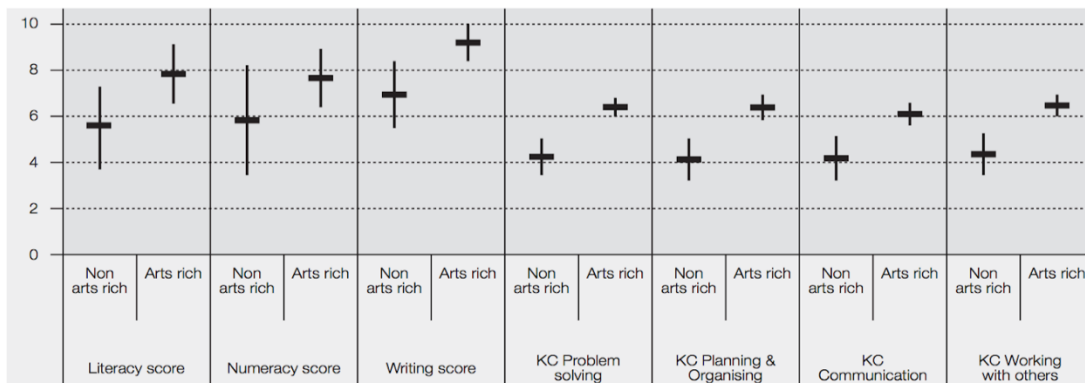 10
8
6
4
2
0
Non arts rich
Arts rich
Non arts rich
Arts rich
Non arts rich
Arts rich
Non arts rich
Arts rich
Non arts rich
Arts rich
Non arts rich
Arts rich
Non arts rich
Arts rich
Literacy score
Numeracy score
Writing score
KC Problem solving
KC Planning & Organising
KC Communication
KC Working with others